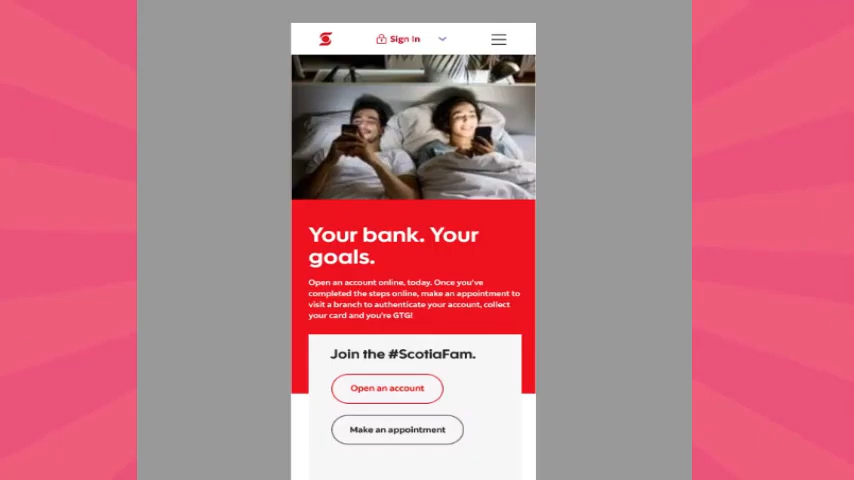 Sign In
Your bank. Your
goals.
Open an account online, today. Once you've
completed the steps online, make an appointment to
visit a branch to authenticate your account, collect
your card and you're GTG!
Join the #ScotiaFam.
Open an account
Make an appointment